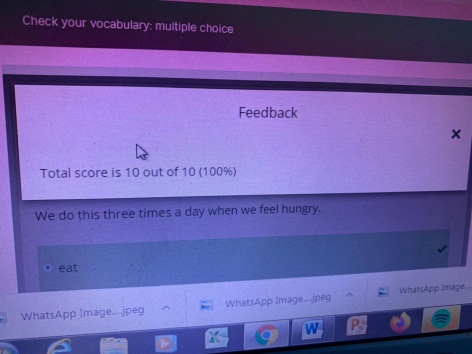 Check your vocabulary: multiple choice
Feedback
Total score is 10 out of 10 (100%)
We do this three times a day when we feel hungry.
eat
WhatsApp Image...jpeg
WhatsApp Image...jpeg
WhatsApp Image...